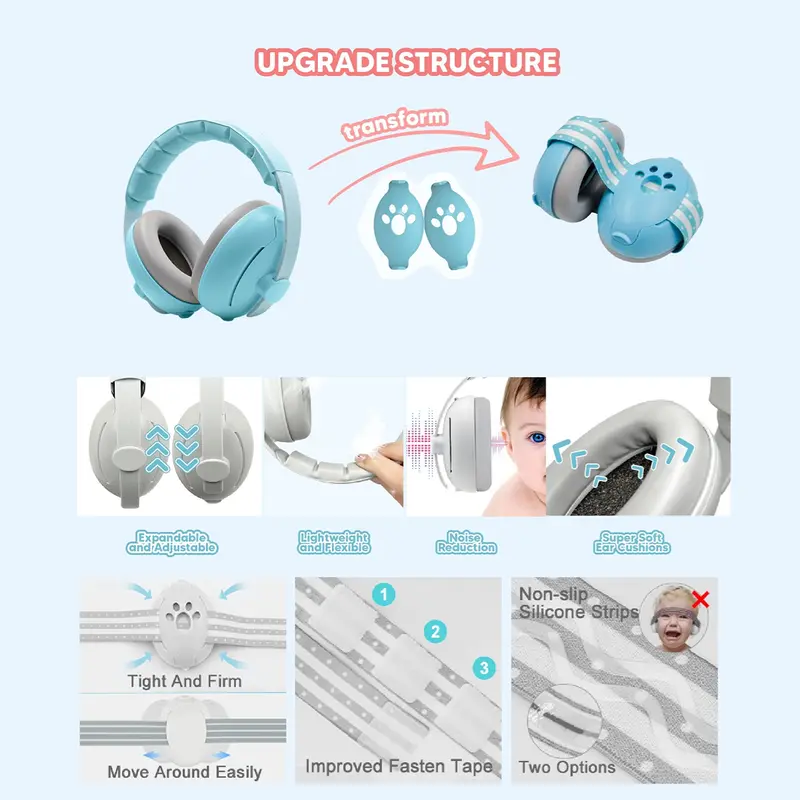 UPGRADE STRUCTURE
transform
Expandable
and Adjustable
Lightweight
and Flexible
Noise
Reduction
Super Soft
Ear Cushions
Tight And Firm
Move Around Easily
1
2
3
Improved Fasten Tape
Non-slip
Silicone Strips
Two Options